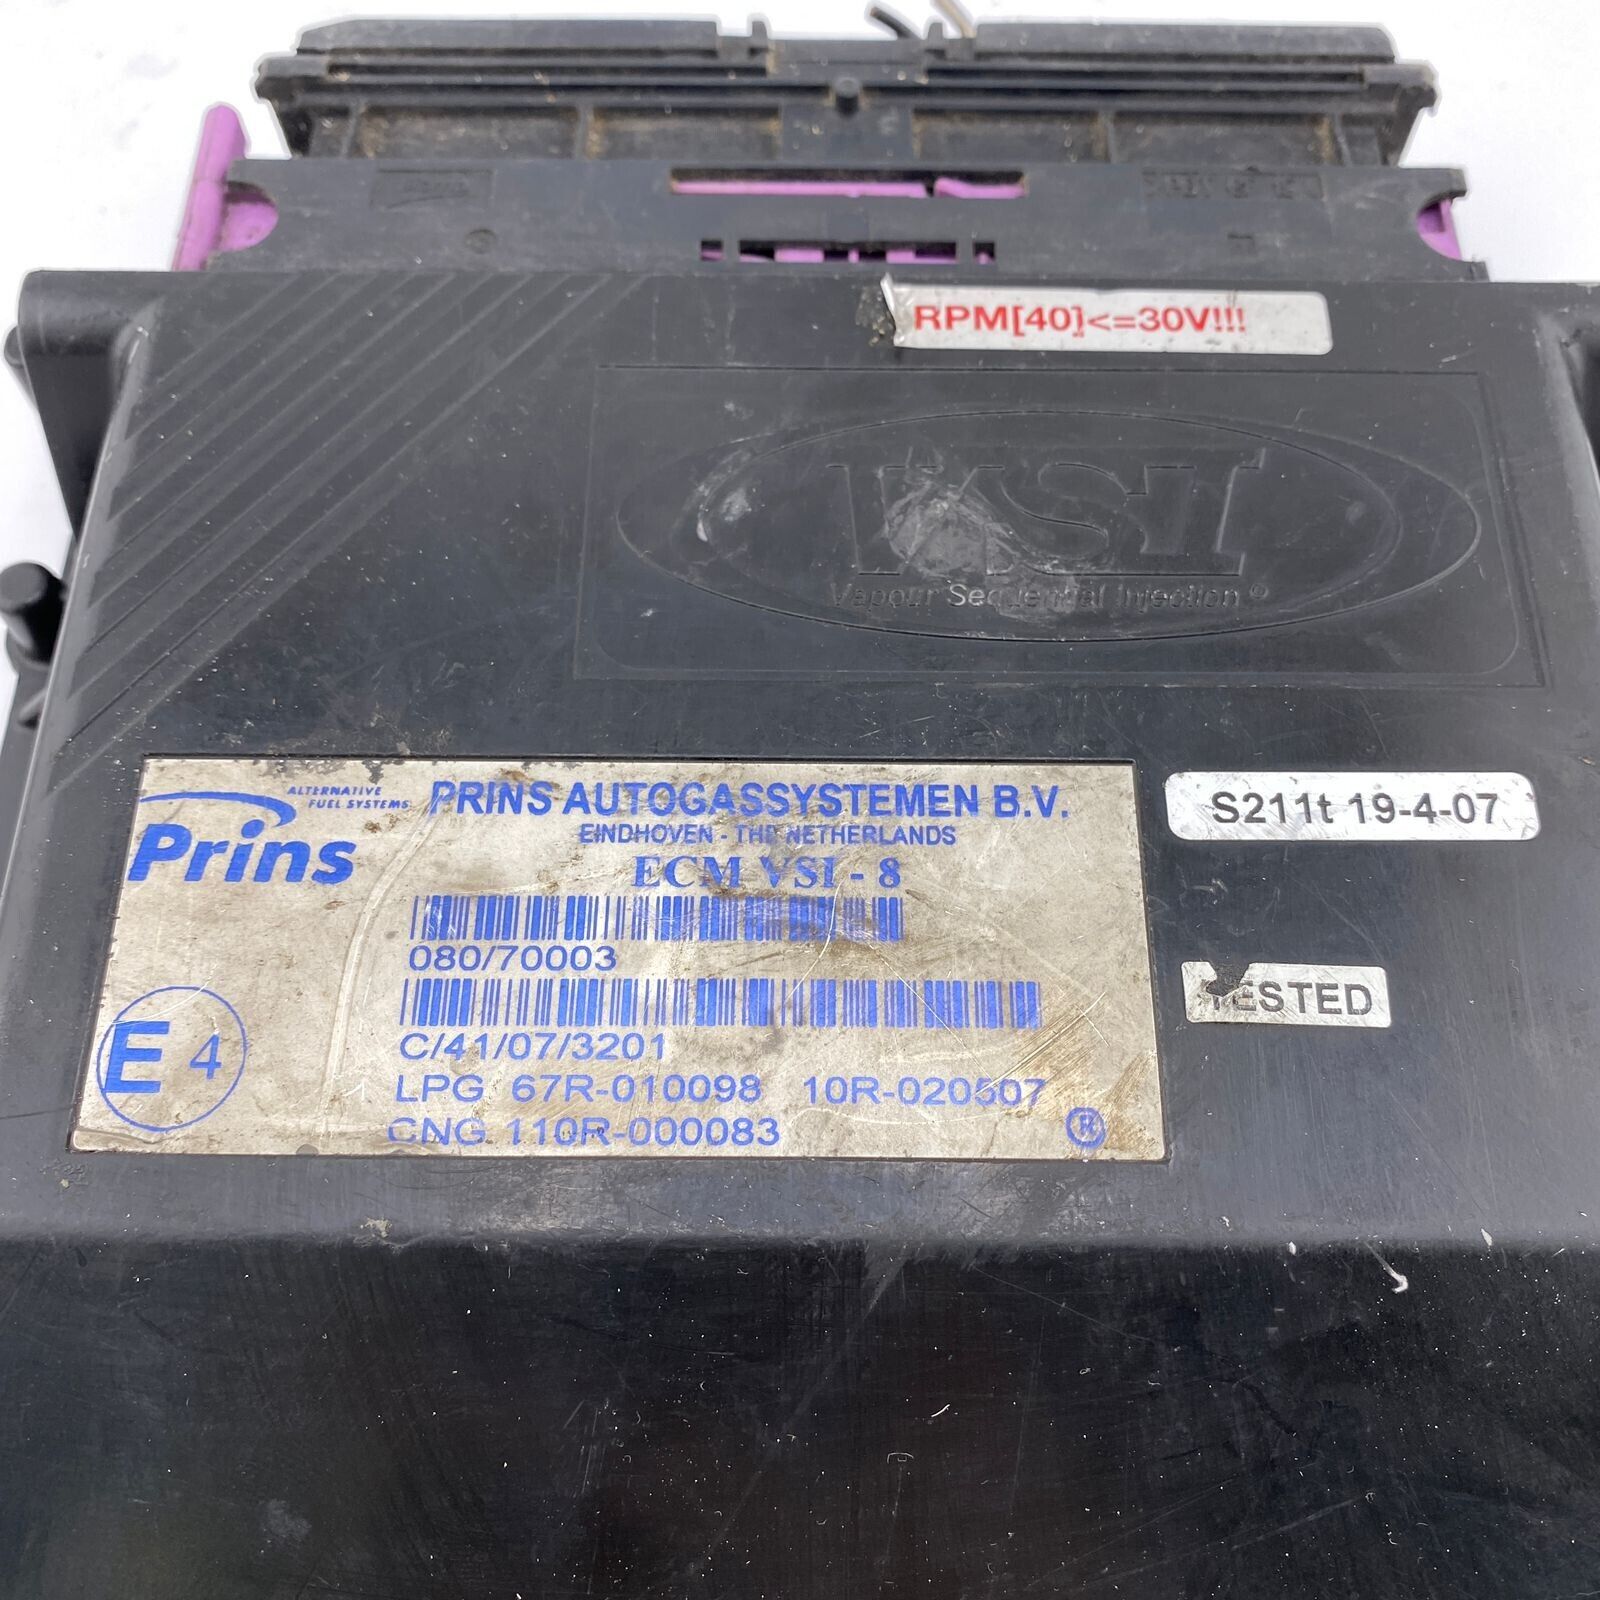 RPM[40]<=30V!!!
VSI
Vapour Sequential Injection ®
ALTERNATIVE
FUEL SYSTEMS
Prins
PRINS AUTOGASSYSTEMEN B.V.
EINDHOVEN - THE NETHERLANDS
ECM VSI - 8
080/70003
C/41/07/3201
LPG 67R-010098 10R-020507
CNG 110R-000083
E 4
®
S211t 19-4-07
TESTED